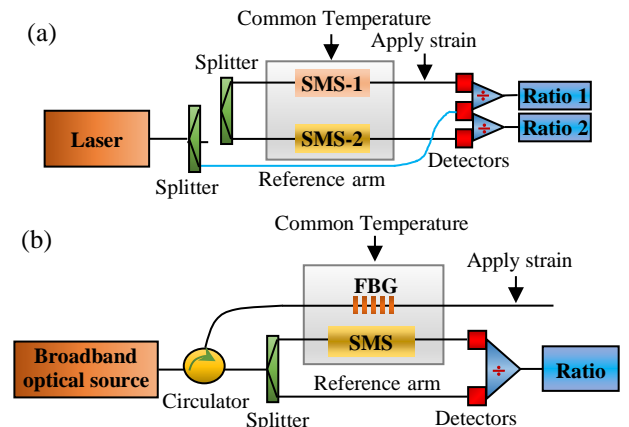 (a)
Common Temperature
Apply strain
Splitter
SMS-1
÷
Ratio 1
Laser
÷
Ratio 2
SMS-2
Detectors
Splitter
Reference arm
(b)
Common Temperature
Apply strain
FBG
Broadband
optical source
SMS
÷
Ratio
Circulator
Reference arm
Splitter
Detectors